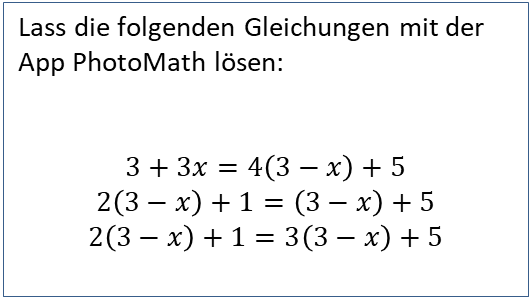 Lass die folgenden Gleichungen mit der
App PhotoMath lösen:
3 + 3𝑥 = 4(3 − 𝑥) + 5
2(3 − 𝑥) + 1 = (3 − 𝑥) + 5
2(3 − 𝑥) + 1 = 3(3 − 𝑥) + 5